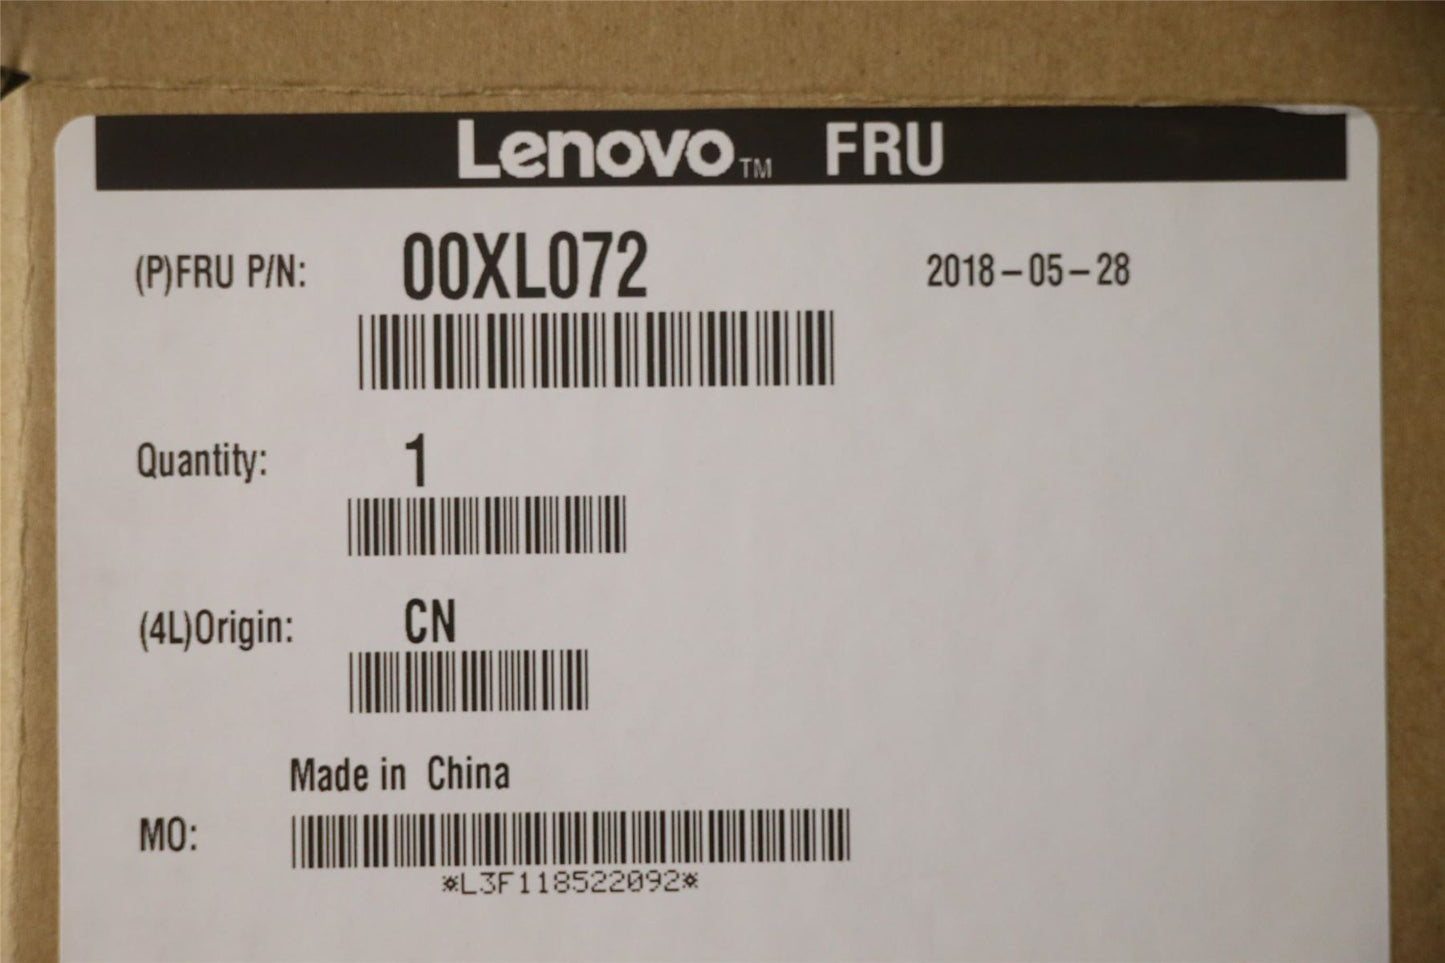 Lenovo™ FRU
(P)FRU P/N: 00XL072 2018-05-28
Quantity: 1
(4L)Origin: CN
Made in China
MO:
*L3F118522092*